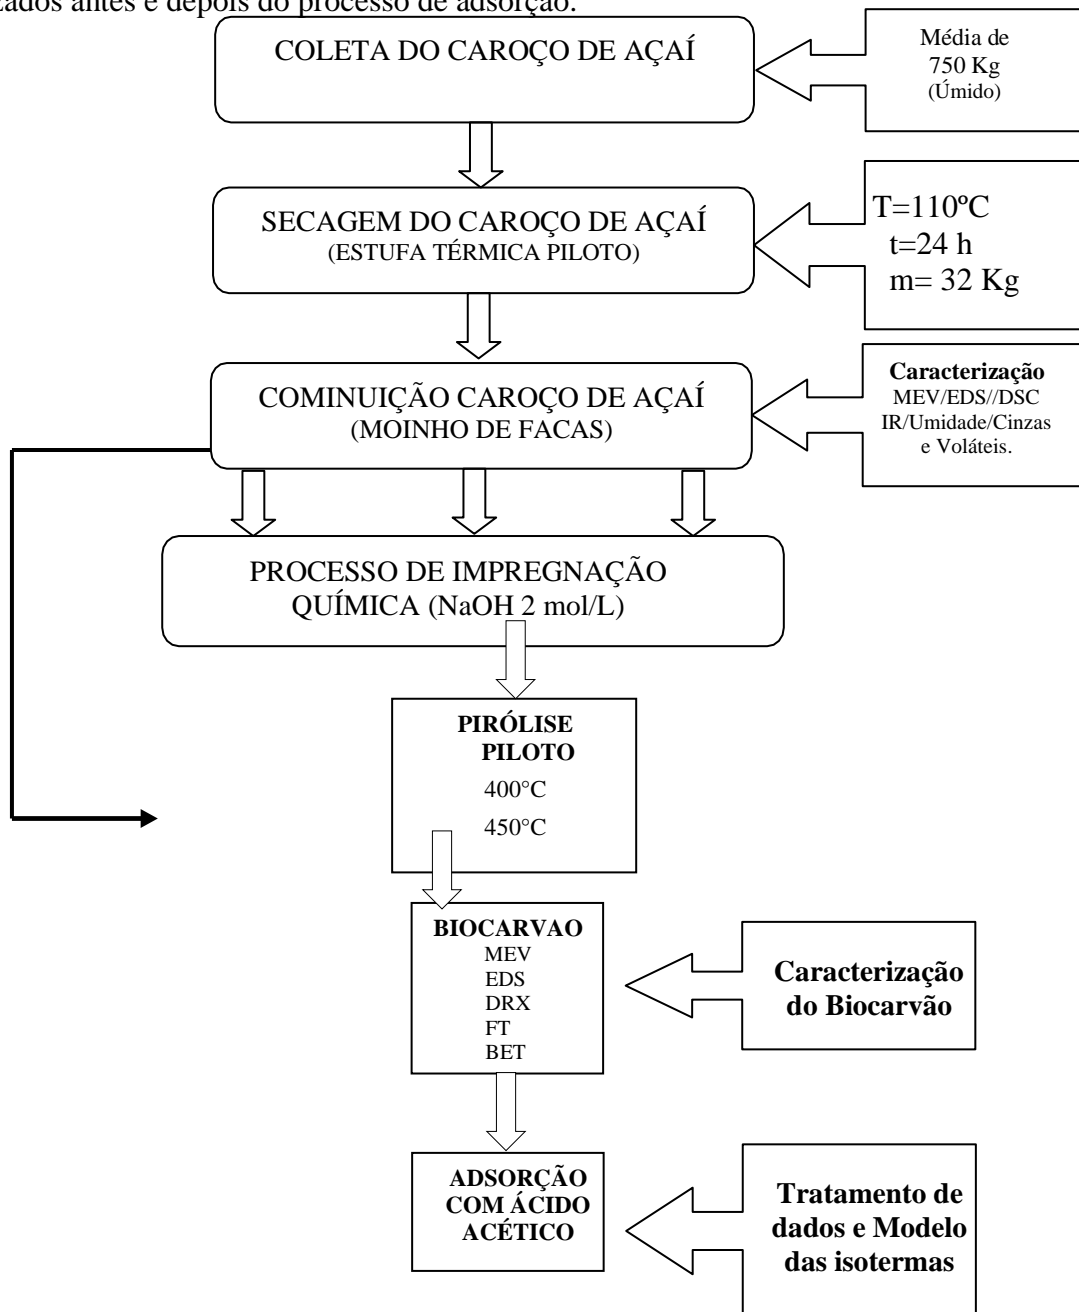 zados antes e depois do processo de adsorção.
COLETA DO CAROÇO DE AÇAÍ
Média de
750 Kg
(Úmido)
SECAGEM DO CAROÇO DE AÇAÍ
(ESTUFA TÉRMICA PILOTO)
T=110ºC
t=24 h
m= 32 Kg
COMINUIÇÃO CAROÇO DE AÇAÍ
(MOINHO DE FACAS)
Caracterização
MEV/EDS//DSC
IR/Umidade/Cinzas
e Voláteis.
PROCESSO DE IMPREGNAÇÃO
QUÍMICA (NaOH 2 mol/L)
PIRÓLISE
PILOTO
400°C
450°C
BIOCARVAO
MEV
EDS
DRX
FT
BET
Caracterização
do Biocarvão
ADSORÇÃO
COM ÁCIDO
ACÉTICO
Tratamento de
dados e Modelo
das isotermas